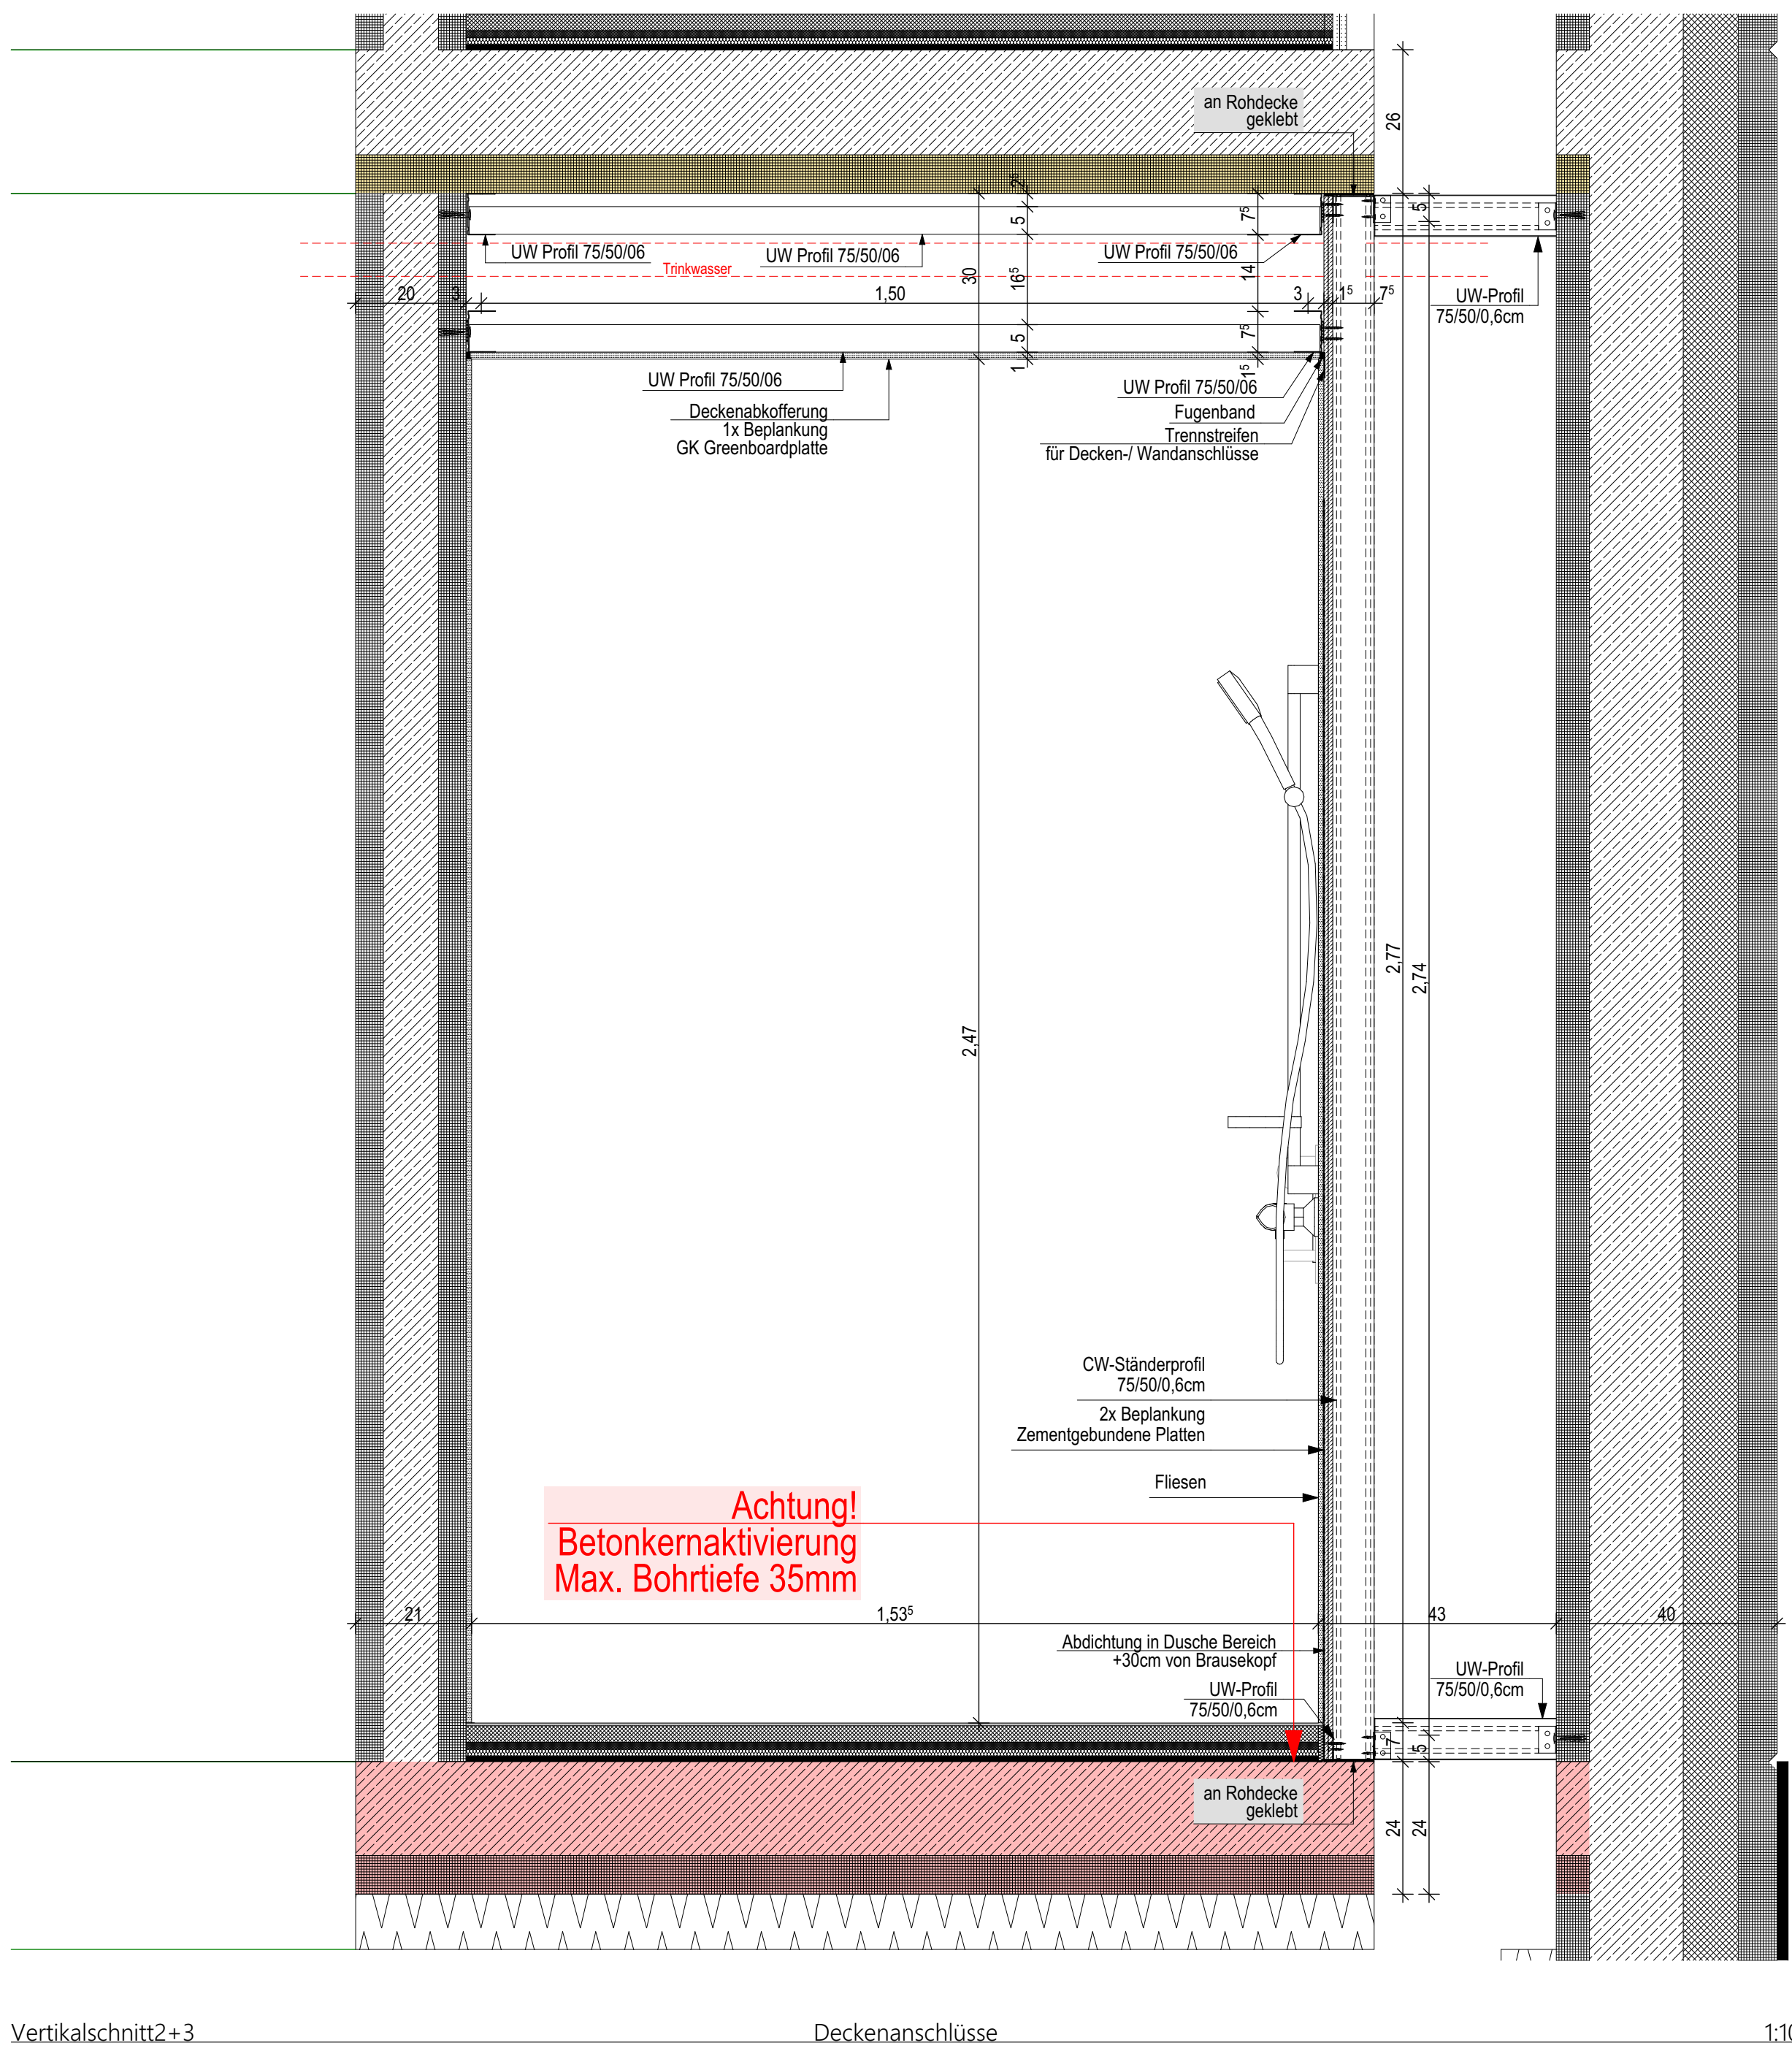 an Rohdecke
geklebt
26
2⁵
5
7⁵
5
UW Profil 75/50/06
UW Profil 75/50/06
UW Profil 75/50/06
Trinkwasser
30
16⁵
14
20
3
1,50
3
1⁵
7⁵
UW-Profil
75/50/0,6cm
5
7⁵
1
1⁵
UW Profil 75/50/06
UW Profil 75/50/06
Deckenabkofferung
1x Beplankung
GK Greenboardplatte
Fugenband
Trennstreifen
für Decken-/ Wandanschlüsse
2,77
2,74
2,47
CW-Ständerprofil
75/50/0,6cm
2x Beplankung
Zementgebundene Platten
Fliesen
Achtung!
Betonkernaktivierung
Max. Bohrtiefe 35mm
21
1,53⁵
43
40
Abdichtung in Dusche Bereich
+30cm von Brausekopf
UW-Profil
75/50/0,6cm
UW-Profil
75/50/0,6cm
7
5
an Rohdecke
geklebt
24
24
Vertikalschnitt2+3
Deckenanschlüsse